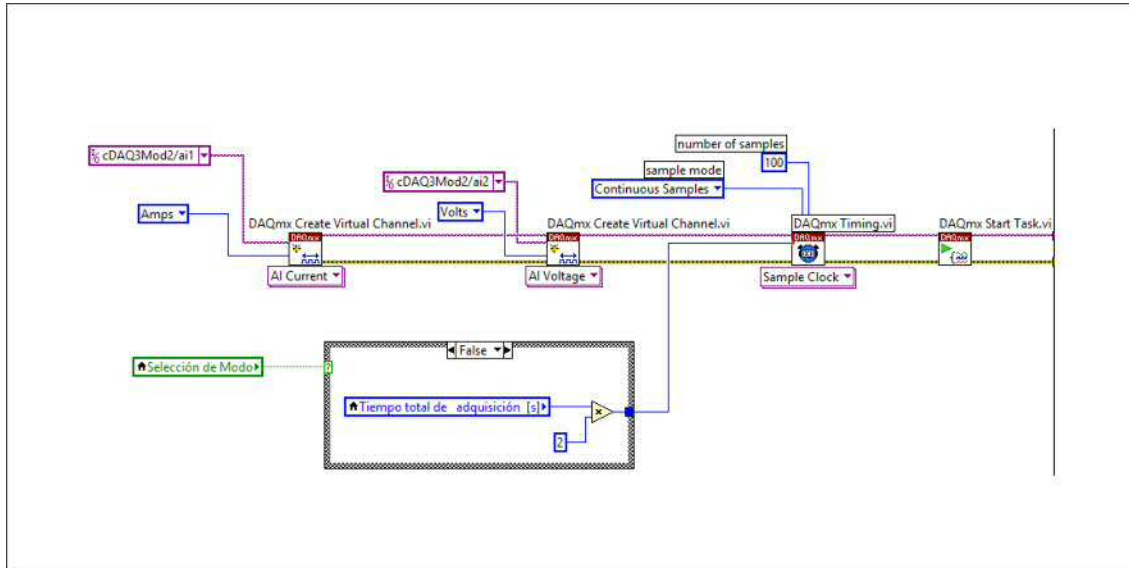 number of samples
100
sample mode
Continuous Samples
cDAQ3Mod2/ai1
cDAQ3Mod2/ai2
Amps
Volts
DAQmx Create Virtual Channel.vi
DAQmx Create Virtual Channel.vi
DAQmx Timing.vi
DAQmx Start Task.vi
DAQmx
DAQmx
DAQmx
DAQmx
AI Current
AI Voltage
Sample Clock
False
Selección de Modo
?
Tiempo total de adquisición [s]
x
2